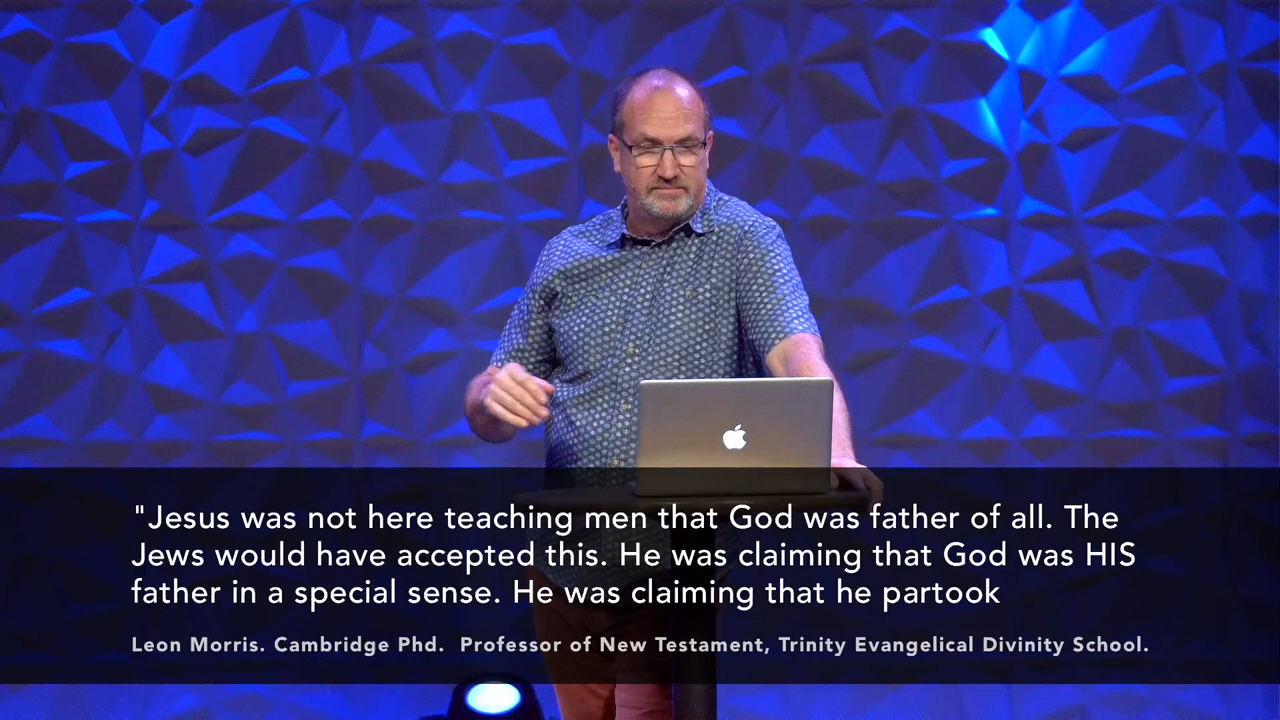 "Jesus was not here teaching men that God was father of all. The
Jews would have accepted this. He was claiming that God was HIS
father in a special sense. He was claiming that he partook
Leon Morris. Cambridge Phd.  Professor of New Testament, Trinity Evangelical Divinity School.